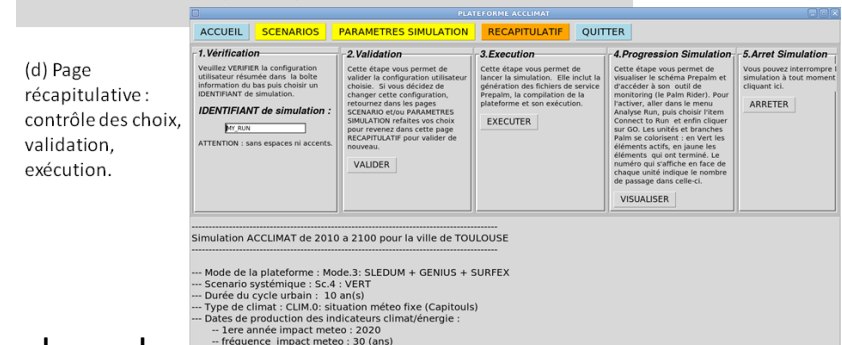 PLATEFORME ACCLIMAT
ACCUEIL SCENARIOS PARAMETRES SIMULATION RECAPITULATIF QUITTER
(d) Page
récapitulative :
contrôle des choix,
validation,
exécution.
1.Vérification
Veuillez VERIFIER la configuration
utilisateur résumée dans la boîte
information du bas puis choisir un
IDENTIFIANT de simulation.
IDENTIFIANT de simulation :
MY_RUN
ATTENTION : sans espaces ni accents.
2.Validation
Cette étape vous permet de
valider la configuration utilisateur
choisie. Si vous décidez de
changer cette configuration,
retournez dans les pages
SCENARIO et/ou PARAMETRES
SIMULATION refaites vos choix
pour revenez dans cette page
RECAPITULATIF pour valider de
nouveau.
VALIDER
3.Execution
Cette étape vous permet de
lancer la simulation. Elle inclut la
génération des fichiers de service
Prepalm, la compilation de la
plateforme et son exécution.
EXECUTER
4.Progression Simulation
Cette étape vous permet de
visualiser le schéma Prepalm et
d'accéder à son outil de
monitoring (le Palm Rider). Pour
l'activer, aller dans le menu
Analyse Run, puis choisir l'item
Connect to Run et enfin cliquer
sur GO. Les unités et branches
Palm se colorisent : en Vert les
éléments actifs, en jaune les
éléments qui ont terminé. Le
numéro qui s'affiche en face de
chaque unité indique le nombre
de passage dans celle-ci.
VISUALISER
5.Arret Simulation
Vous pouvez interrompre l
simulation à tout moment
cliquant ici.
ARRETER
Simulation ACCLIMAT de 2010 a 2100 pour la ville de TOULOUSE
--- Mode de la plateforme : Mode.3: SLEDUM + GENIUS + SURFEX
--- Scenario systémique : Sc.4 : VERT
--- Durée du cycle urbain : 10 an(s)
--- Type de climat : CLIM.0: situation méteo fixe (Capitouls)
--- Dates de production des indicateurs climat/énergie :
-- 1ere année impact meteo : 2020
-- fréquence impact meteo : 30 (ans)